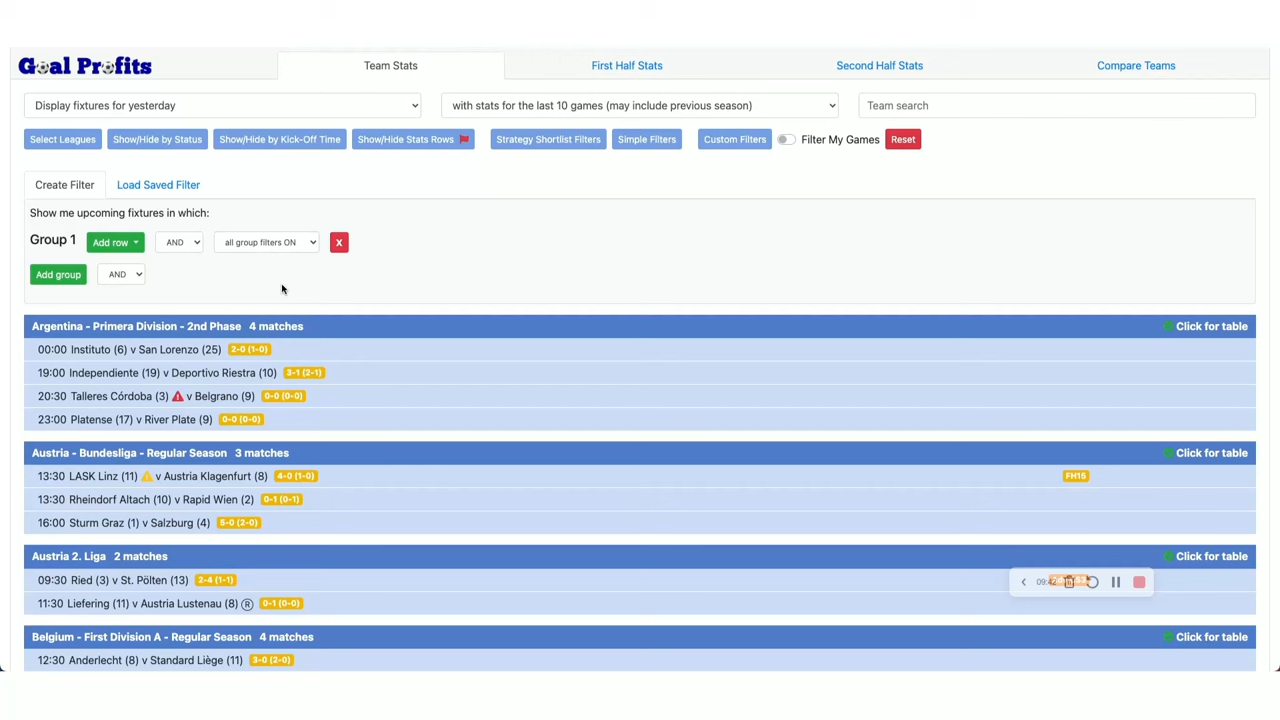 Goal Profits
Team Stats
First Half Stats
Second Half Stats
Compare Teams
Display fixtures for yesterday
with stats for the last 10 games (may include previous season)
Team search
Select Leagues
Show/Hide by Status
Show/Hide by Kick-Off Time
Show/Hide Stats Rows
Strategy Shortlist Filters
Simple Filters
Custom Filters
Filter My Games
Reset
Create Filter
Load Saved Filter
Show me upcoming fixtures in which:
Group 1 Add row AND all group filters ON X
Add group AND
Argentina - Primera Division - 2nd Phase 4 matches Click for table
00:00 Instituto (6) v San Lorenzo (25) 2-0 (1-0)
19:00 Independiente (19) v Deportivo Riestra (10) 3-1 (2-1)
20:30 Talleres Córdoba (3) v Belgrano (9) 0-0 (0-0)
23:00 Platense (17) v River Plate (9) 0-0 (0-0)
Austria - Bundesliga - Regular Season 3 matches Click for table
13:30 LASK Linz (11) v Austria Klagenfurt (8) 4-0 (1-0) FH15
13:30 Rheindorf Altach (10) v Rapid Wien (2) 0-1 (0-1)
16:00 Sturm Graz (1) v Salzburg (4) 5-0 (2-0)
Austria 2. Liga 2 matches Click for table
09:30 Ried (3) v St. Pölten (13) 2-4 (1-1)
11:30 Liefering (11) v Austria Lustenau (8) R 0-1 (0-0)
Belgium - First Division A - Regular Season 4 matches Click for table
12:30 Anderlecht (8) v Standard Liège (11) 3-0 (2-0)